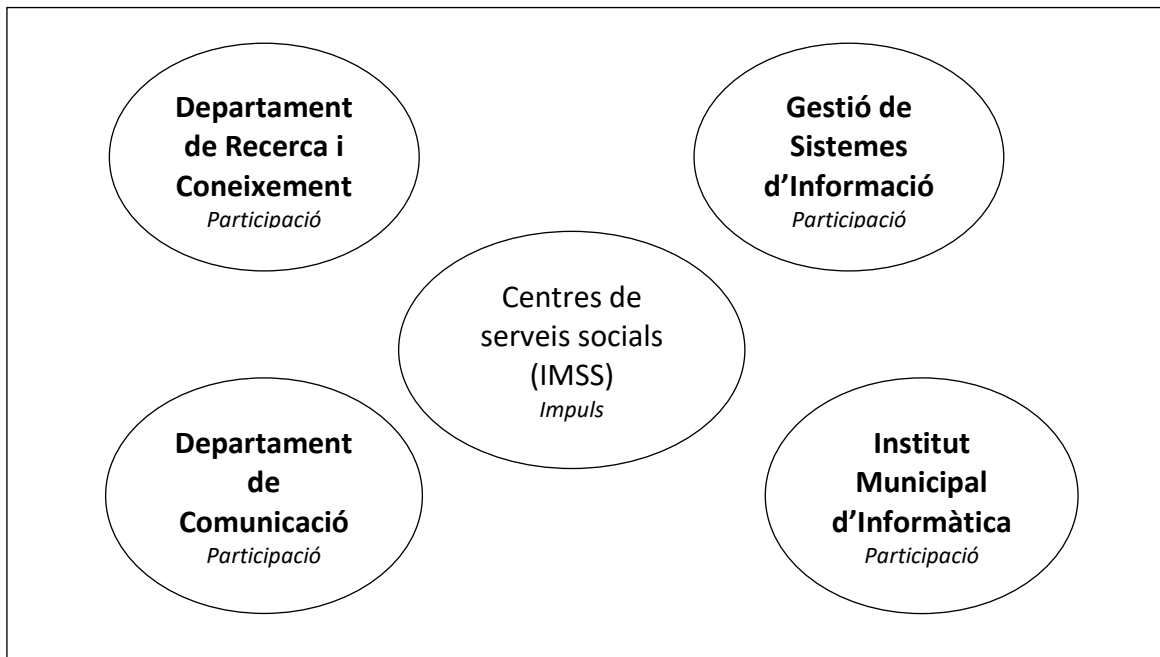 Departament
de Recerca i
Coneixement
Participació
Gestió de
Sistemes
d’Informació
Participació
Centres de
serveis socials
(IMSS)
Impuls
Departament
de
Comunicació
Participació
Institut
Municipal
d’Informàtica
Participació